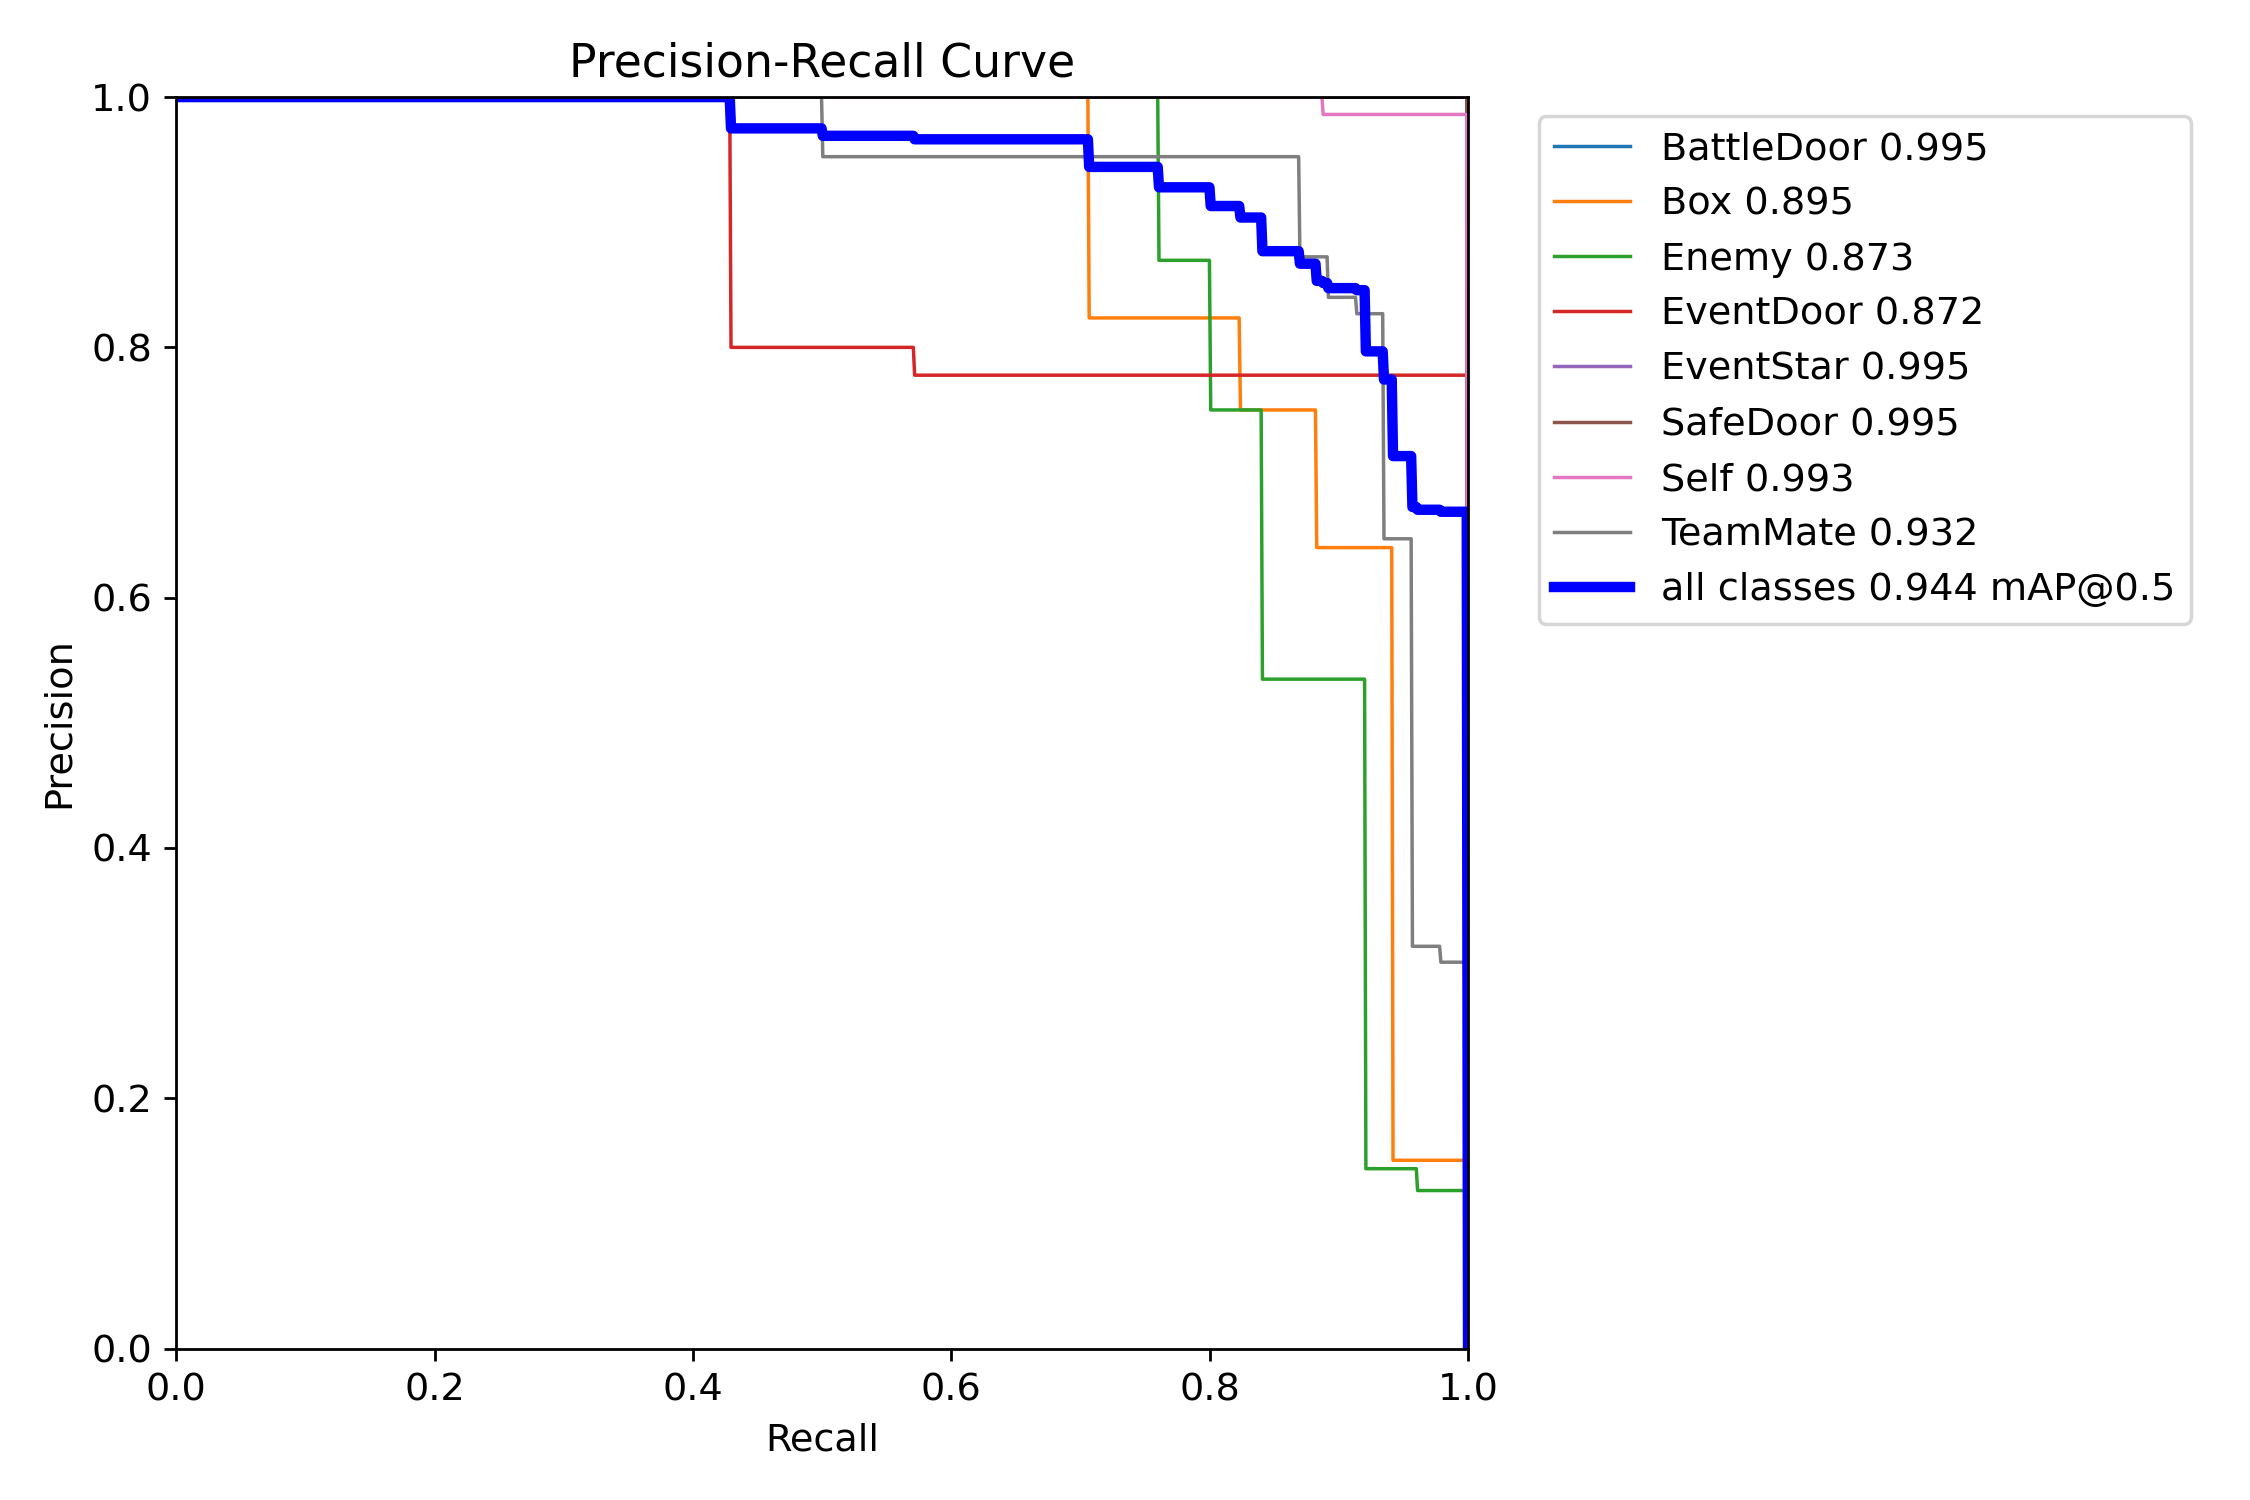 Precision-Recall Curve
1.0
0.8
0.6
0.4
0.2
0.0
Precision
0.0 0.2 0.4 0.6 0.8 1.0
Recall
BattleDoor 0.995
Box 0.895
Enemy 0.873
EventDoor 0.872
EventStar 0.995
SafeDoor 0.995
Self 0.993
TeamMate 0.932
all classes 0.944 mAP@0.5